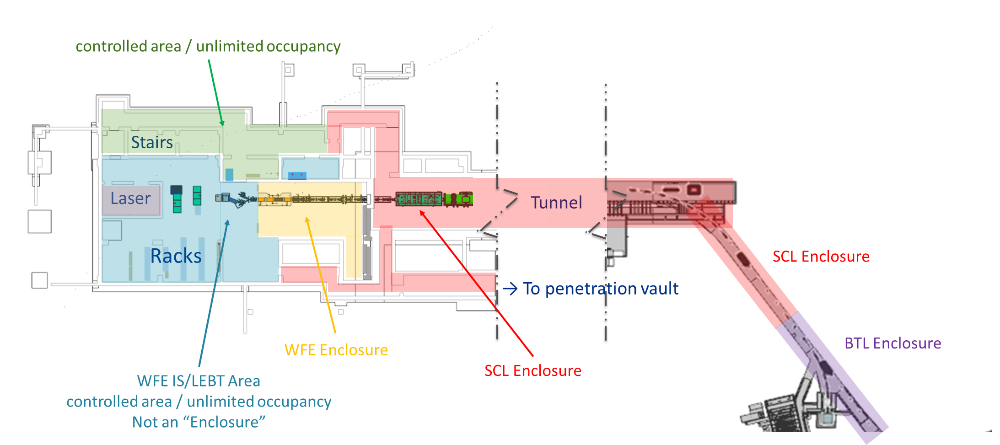 controlled area / unlimited occupancy
Stairs
Laser
Tunnel
Racks
SCL Enclosure
→ To penetration vault
WFE Enclosure
BTL Enclosure
SCL Enclosure
WFE IS/LEBT Area
controlled area / unlimited occupancy
Not an “Enclosure”